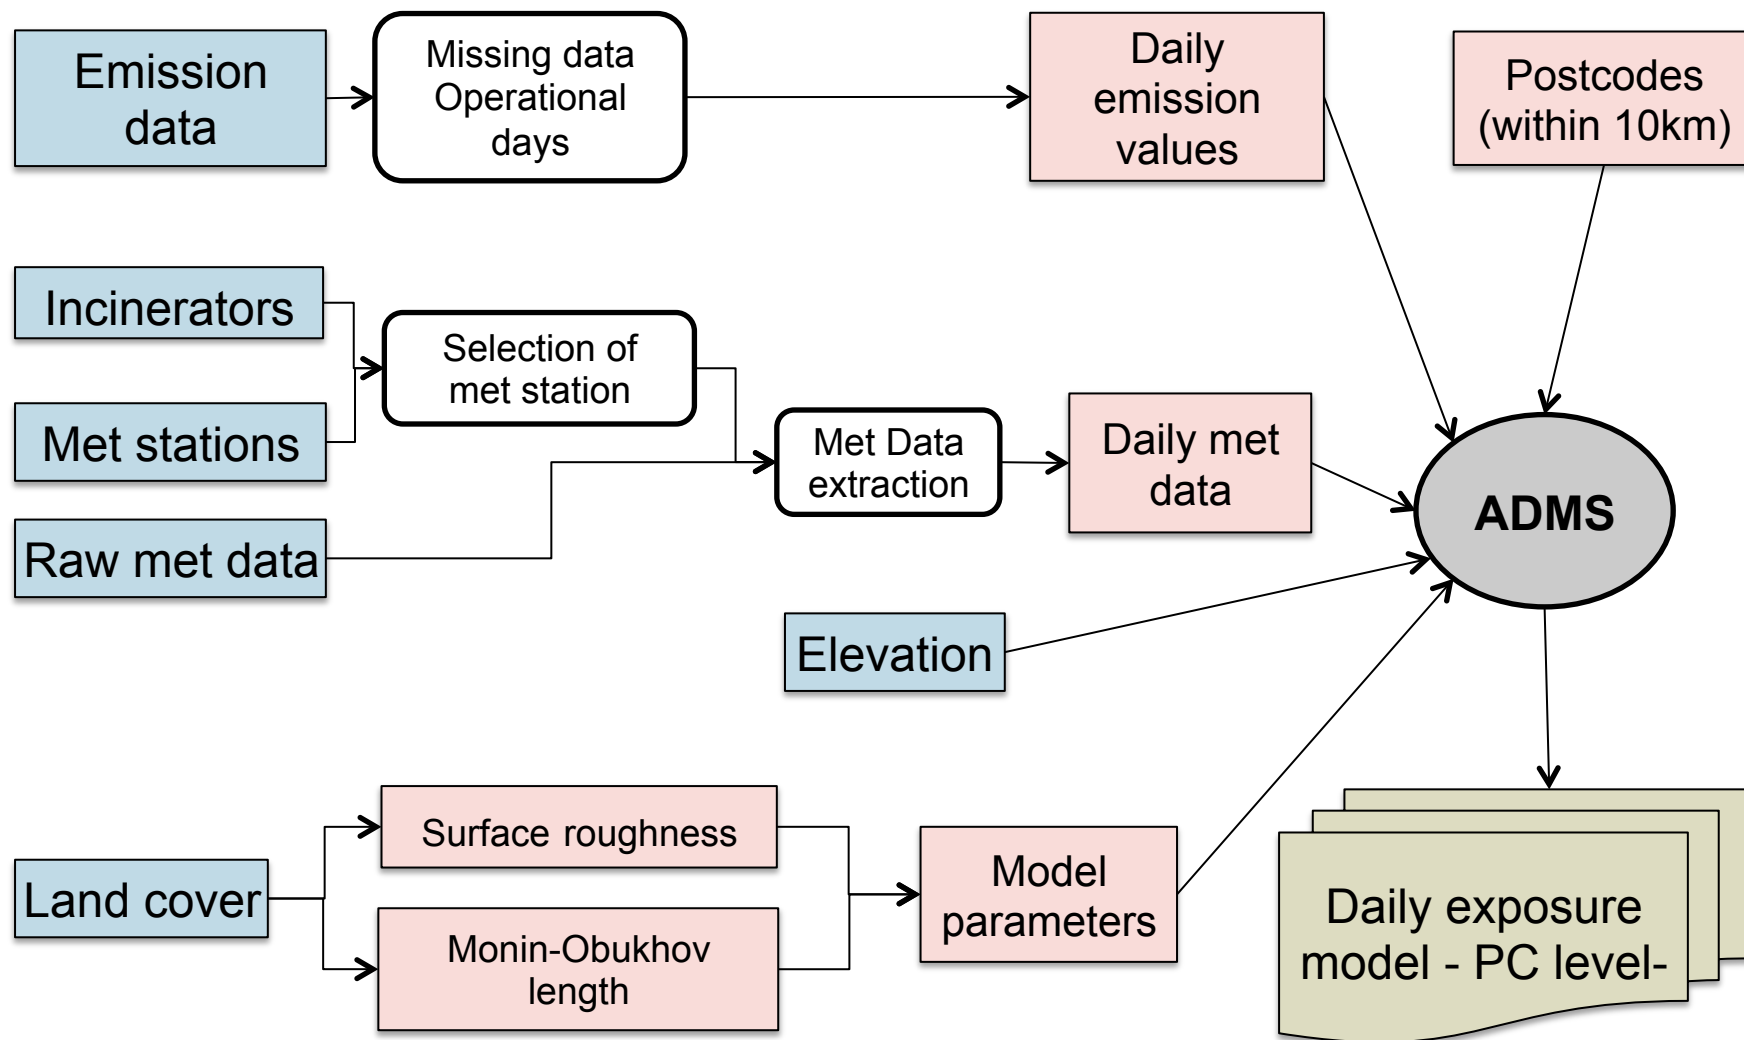 Emission
data
Missing data
Operational
days
Daily
emission
values
Postcodes
(within 10km)
Incinerators
Met stations
Raw met data
Selection of
met station
Met Data
extraction
Daily met
data
ADMS
Elevation
Land cover
Surface roughness
Monin-Obukhov
length
Model
parameters
Daily exposure
model - PC level-